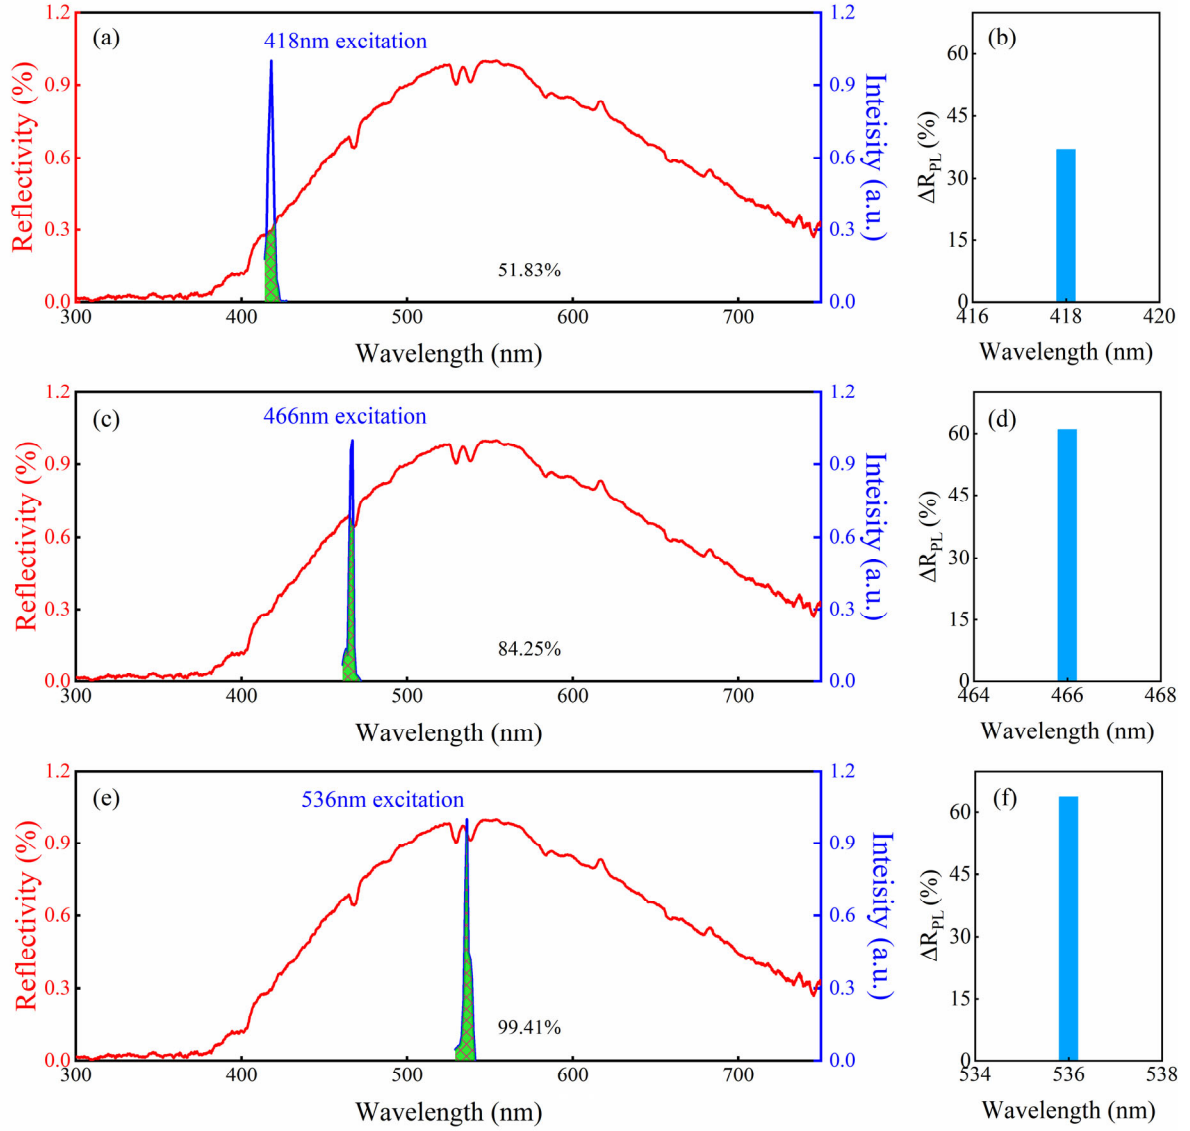 (a)
418nm excitation
Reflectivity (%)
1.2
0.9
0.6
0.3
0.0
51.83%
1.2
0.9
0.6
0.3
0.0
Inteisity (a.u.)
300 400 500 600 700
Wavelength (nm)
(b)
ΔR_PL (%)
60
45
30
15
0
416 418 420
Wavelength (nm)
(c)
466nm excitation
Reflectivity (%)
1.2
0.9
0.6
0.3
0.0
84.25%
1.2
0.9
0.6
0.3
0.0
Inteisity (a.u.)
300 400 500 600 700
Wavelength (nm)
(d)
ΔR_PL (%)
60
45
30
15
0
464 466 468
Wavelength (nm)
(e)
536nm excitation
Reflectivity (%)
1.2
0.9
0.6
0.3
0.0
99.41%
1.2
0.9
0.6
0.3
0.0
Inteisity (a.u.)
300 400 500 600 700
Wavelength (nm)
(f)
ΔR_PL (%)
60
45
30
15
0
534 536 538
Wavelength (nm)